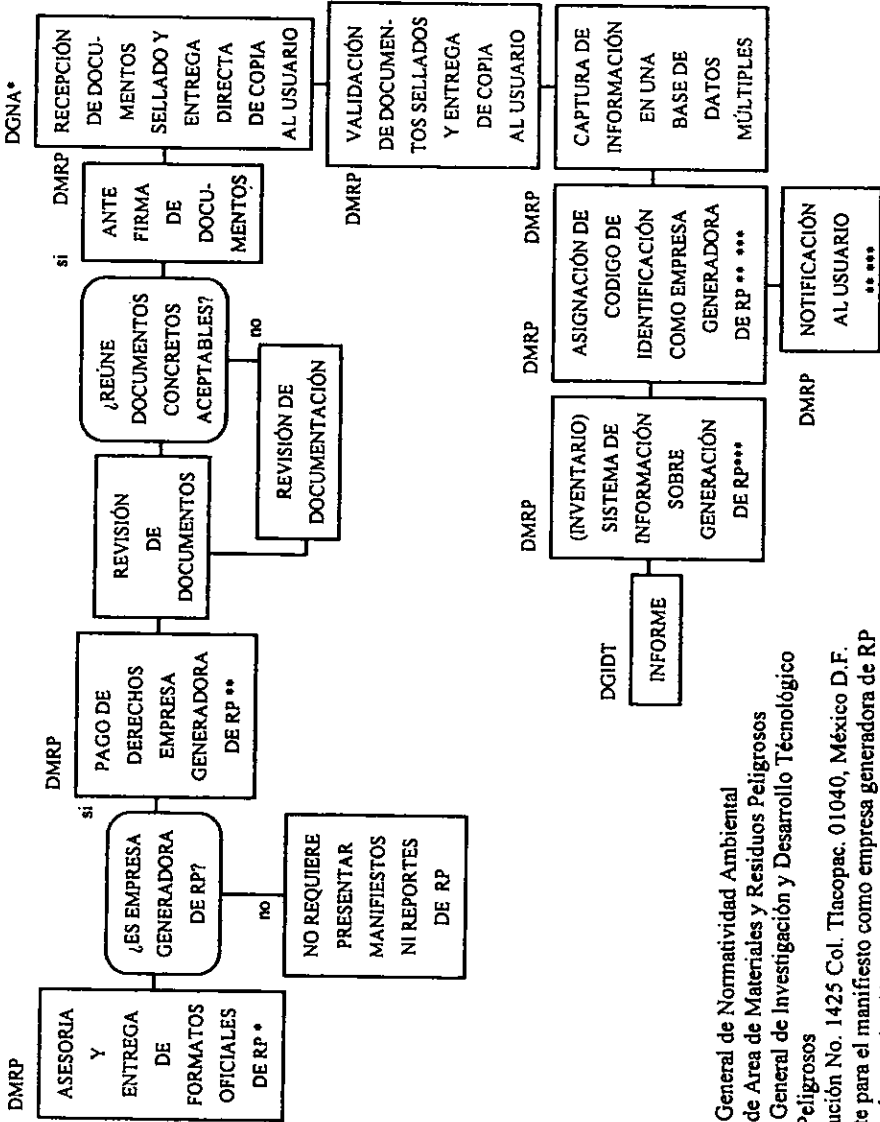 DMRP
ASESORIA
Y
ENTREGA
DE
FORMATOS
OFICIALES
DE RP *
¿ES EMPRESA
GENERADORA
DE RP?
si
no
NO REQUIERE
PRESENTAR
MANIFIESTOS
NI REPORTES
DE RP
DMRP
PAGO DE
DERECHOS
EMPRESA
GENERADORA
DE RP **
REVISIÓN
DE
DOCUMENTOS
¿REÚNE
DOCUMENTOS
CONCRETOS
ACEPTABLES?
si
no
REVISIÓN DE
DOCUMENTACIÓN
DMRP
ANTE
FIRMA
DE
DOCU-
MENTOS
DGNA*
RECEPCIÓN
DE DOCU-
MENTOS
SELLADO Y
ENTREGA
DIRECTA
DE COPIA
AL USUARIO
DMRP
VALIDACIÓN
DE DOCUMEN-
TOS SELLADOS
Y ENTREGA
DE COPIA
AL USUARIO
DMRP
CAPTURA DE
INFORMACIÓN
EN UNA
BASE DE
DATOS
MÚLTIPLES
DMRP
ASIGNACIÓN DE
CODIGO DE
IDENTIFICACIÓN
COMO EMPRESA
GENERADORA
DE RP ** ***
DMRP
NOTIFICACIÓN
AL USUARIO
** ***
DMRP
(INVENTARIO)
SISTEMA DE
INFORMACIÓN
SOBRE
GENERACIÓN
DE RP***
DGIDT
INFORME
General de Normatividad Ambiental
de Area de Materiales y Residuos Peligrosos
General de Investigación y Desarrollo Técnológico
Peligrosos
ución No. 1425 Col. Tlacopac. 01040, México D.F.
te para el manifiesto como empresa generadora de RP